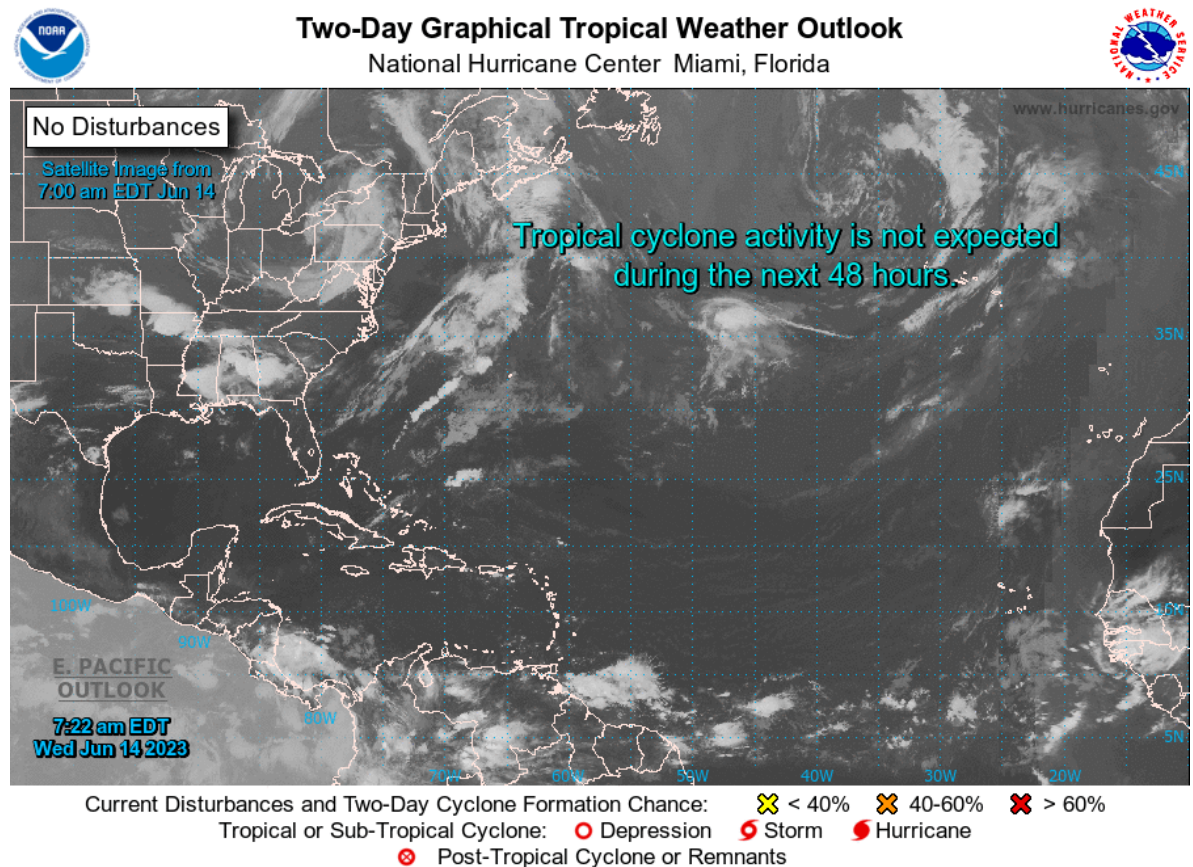 Two-Day Graphical Tropical Weather Outlook
National Hurricane Center  Miami, Florida
NOAA
NATIONAL WEATHER SERVICE
www.hurricanes.gov
No Disturbances
Satellite Image from
7:00 am EDT Jun 14
45N
Tropical cyclone activity is not expected
during the next 48 hours.
35N
25N
100W
15N
90W
E. PACIFIC
OUTLOOK
80W
7:22 am EDT
Wed Jun 14 2023
5N
70W 60W 50W 40W 30W 20W
Current Disturbances and Two-Day Cyclone Formation Chance: < 40% 40-60% > 60%
Tropical or Sub-Tropical Cyclone: Depression Storm Hurricane
Post-Tropical Cyclone or Remnants